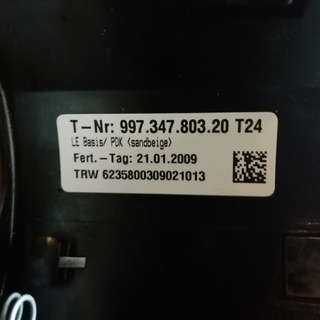 T-Nr: 997.347.803.20 T24
LE Basis/ PDK <sandbeige>
Fert.-Tag: 21.01.2009
TRW 6235800309021013